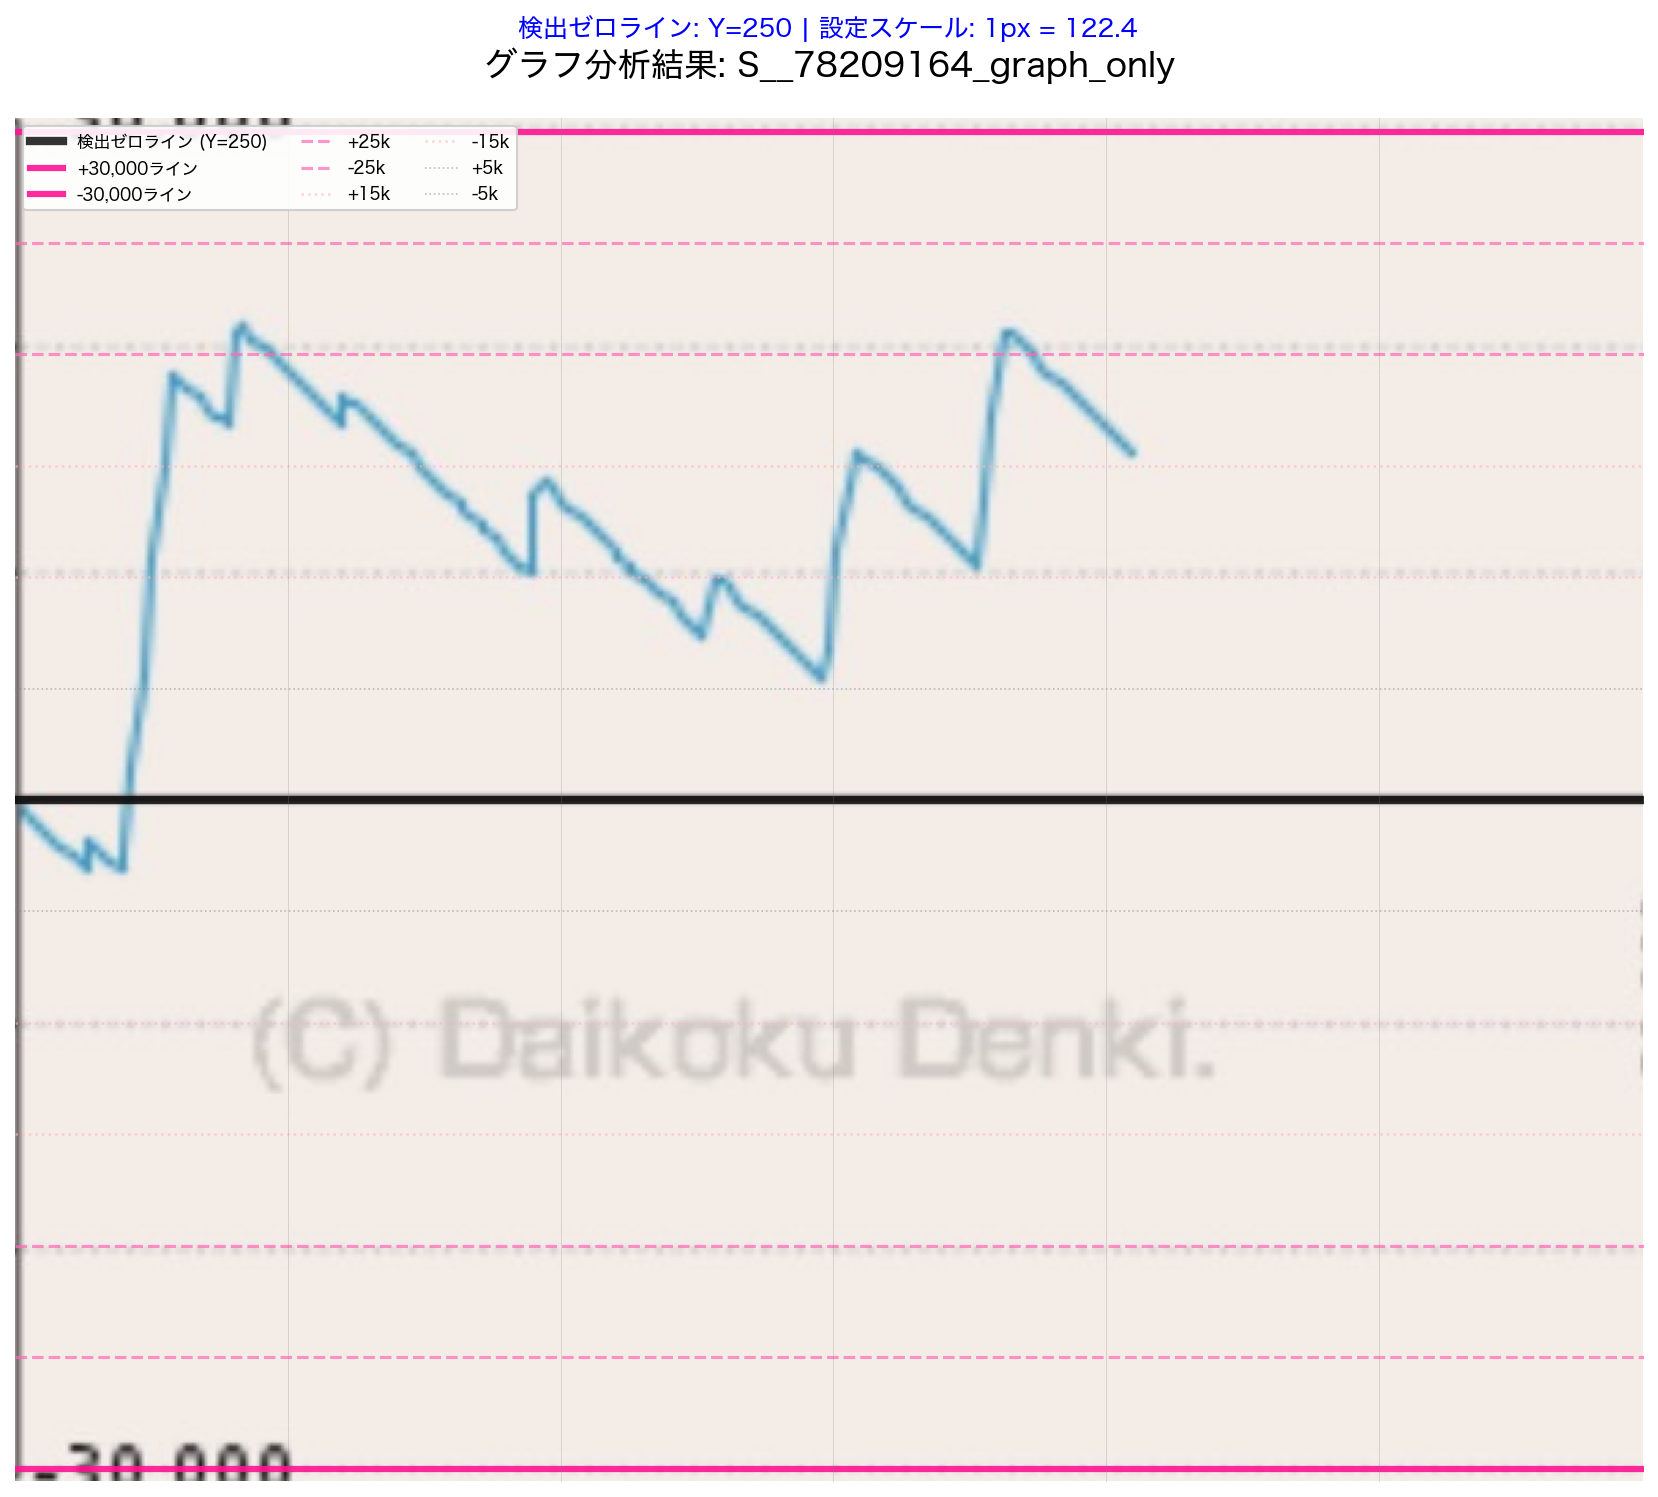 検出ゼロライン: Y=250 | 設定スケール: 1px = 122.4
グラフ分析結果: S__78209164_graph_only
検出ゼロライン (Y=250)
+30,000ライン
-30,000ライン
+25k
-25k
+15k
-15k
+5k
-5k
(C) Daikoku Denki.
-30,000